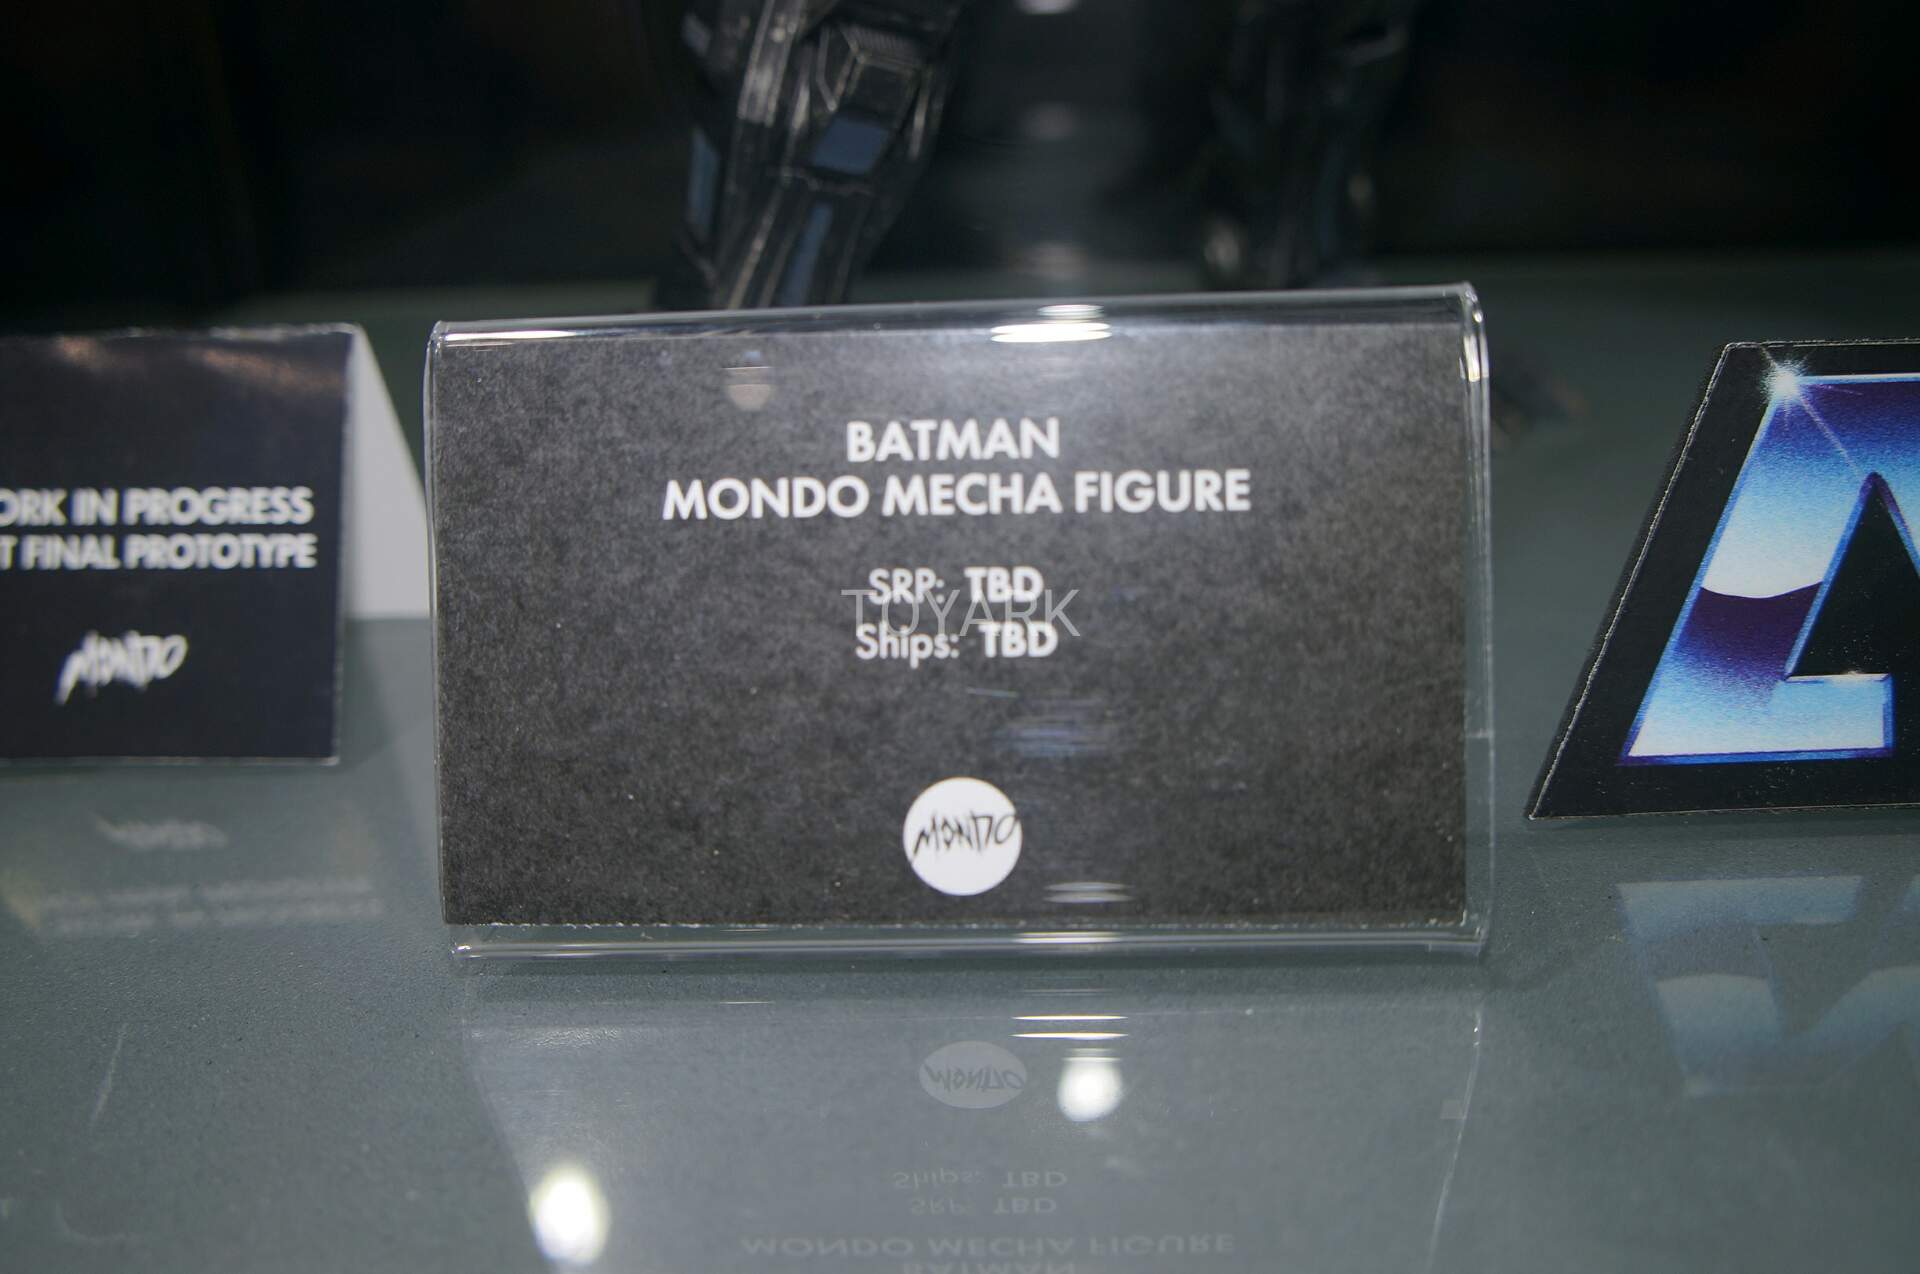 ORK IN PROGRESS
T FINAL PROTOTYPE
MONDO
BATMAN
MONDO MECHA FIGURE
SRP: TBD
TOYARK
Ships: TBD
MONDO